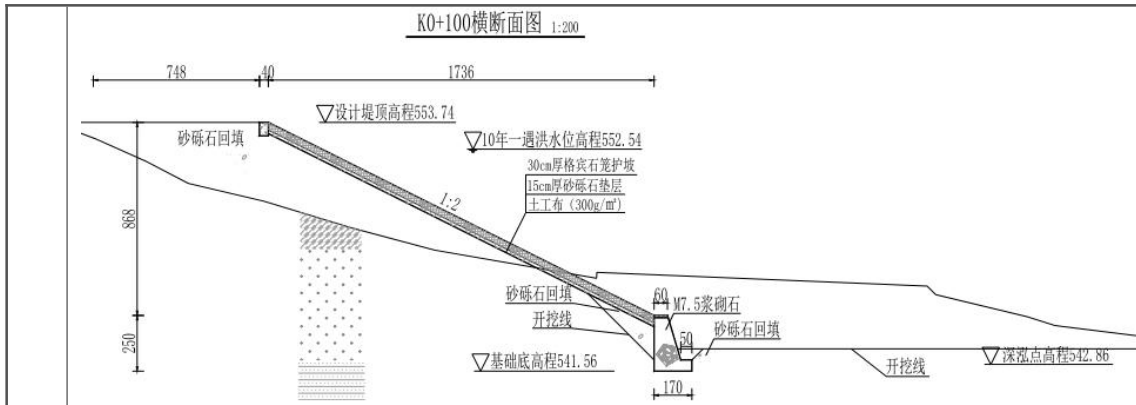 K0+100横断面图 1:200
748
40
1736
设计堤顶高程553.74
砂砾石回填
10年一遇洪水位高程552.54
30cm厚格宾石笼护坡
15cm厚砂砾石垫层
土工布（300g/㎡）
1:2
868
砂砾石回填
60
M7.5浆砌石
开挖线
50
砂砾石回填
250
基础底高程541.56
深泓点高程542.86
开挖线
170